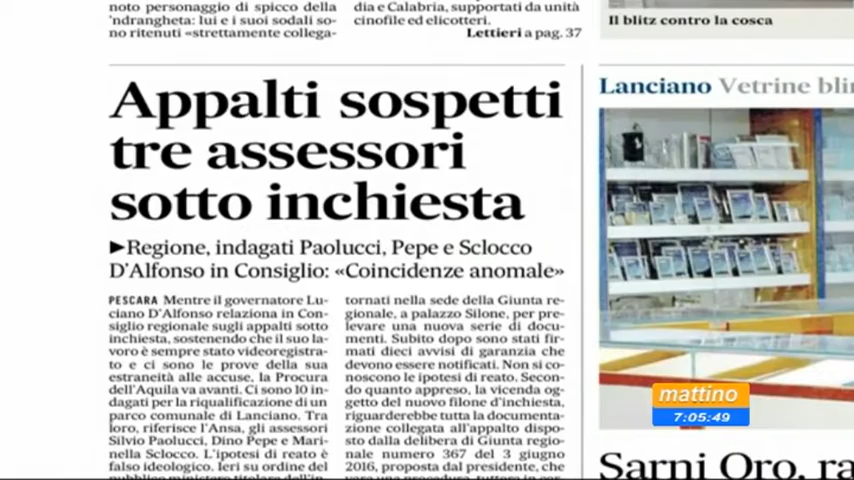 noto personaggio di spicco della
'ndrangheta: lui e i suoi sodali so-
no ritenuti «strettamente collega-
dia e Calabria, supportati da unità
cinofile ed elicotteri.
Lettieri a pag. 37
Il blitz contro la cosca
Appalti sospetti
tre assessori
sotto inchiesta
▶Regione, indagati Paolucci, Pepe e Sclocco
D'Alfonso in Consiglio: «Coincidenze anomale»
PESCARA Mentre il governatore Lu-
ciano D'Alfonso relaziona in Con-
siglio regionale sugli appalti sotto
inchiesta, sostenendo che il suo la-
voro è sempre stato videoregistra-
to e ci sono le prove della sua
estraneità alle accuse, la Procura
dell'Aquila va avanti. Ci sono 10 in-
dagati per la riqualificazione di un
parco comunale di Lanciano. Tra
loro, riferisce l'Ansa, gli assessori
Silvio Paolucci, Dino Pepe e Mari-
nella Sclocco. L'ipotesi di reato è
falso ideologico. Ieri su ordine del
pubblico ministero titolare dell'in-
tornati nella sede della Giunta re-
gionale, a palazzo Silone, per pre-
levare una nuova serie di docu-
menti. Subito dopo sono stati fir-
mati dieci avvisi di garanzia che
devono essere notificati. Non si co-
noscono le ipotesi di reato. Secon-
do quanto appreso, la vicenda og-
getto del nuovo filone d'inchiesta,
riguarderebbe tutta la documenta-
zione collegata all'appalto dispo-
sto dalla delibera di Giunta regio-
nale numero 367 del 3 giugno
2016, proposta dal presidente, che
Lanciano Vetrine blin
mattino
7:05:49
Sarni Oro, ra